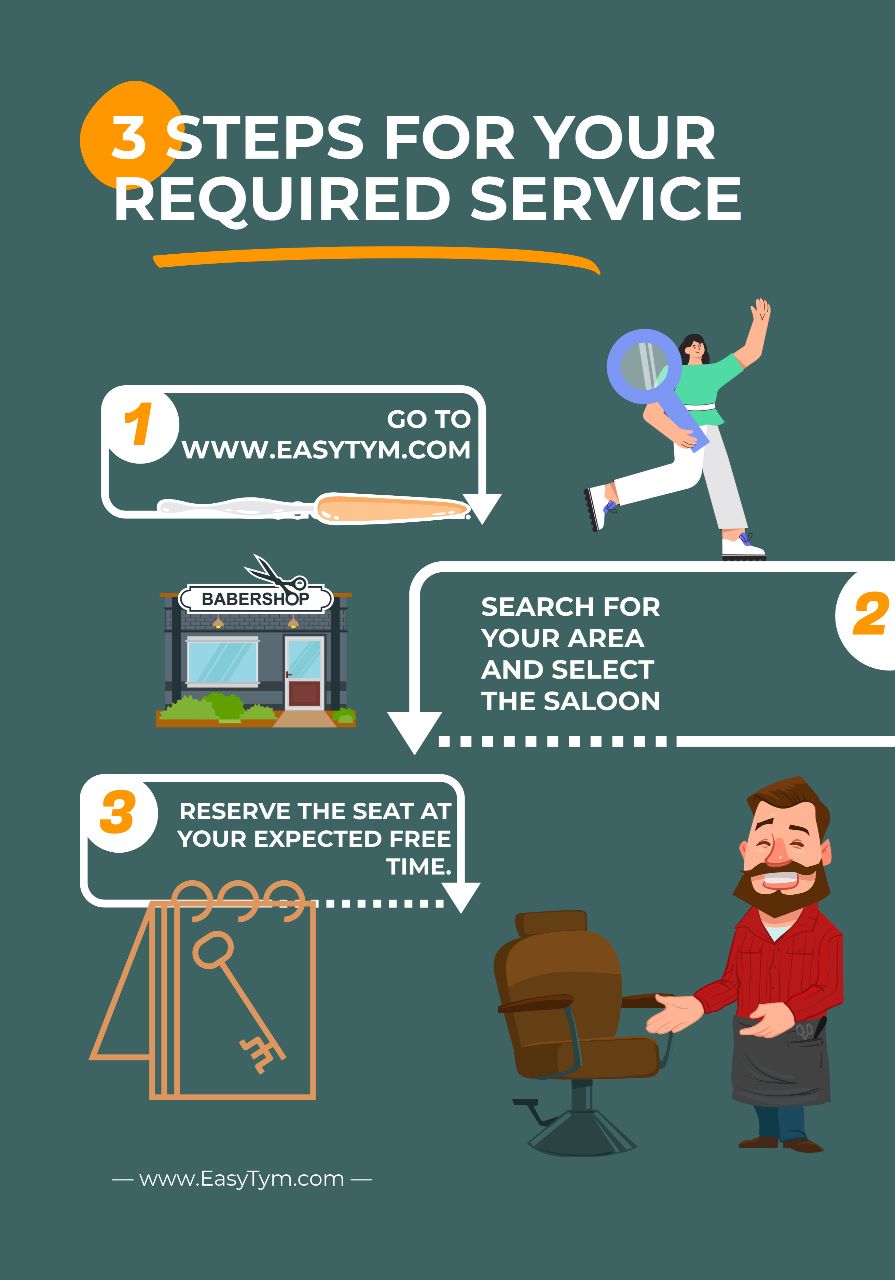 3 STEPS FOR YOUR
REQUIRED SERVICE
1
GO TO
WWW.EASYTYM.COM
BABERSHOP
2
SEARCH FOR
YOUR AREA
AND SELECT
THE SALOON
3
RESERVE THE SEAT AT
YOUR EXPECTED FREE
TIME.
— www.EasyTym.com —